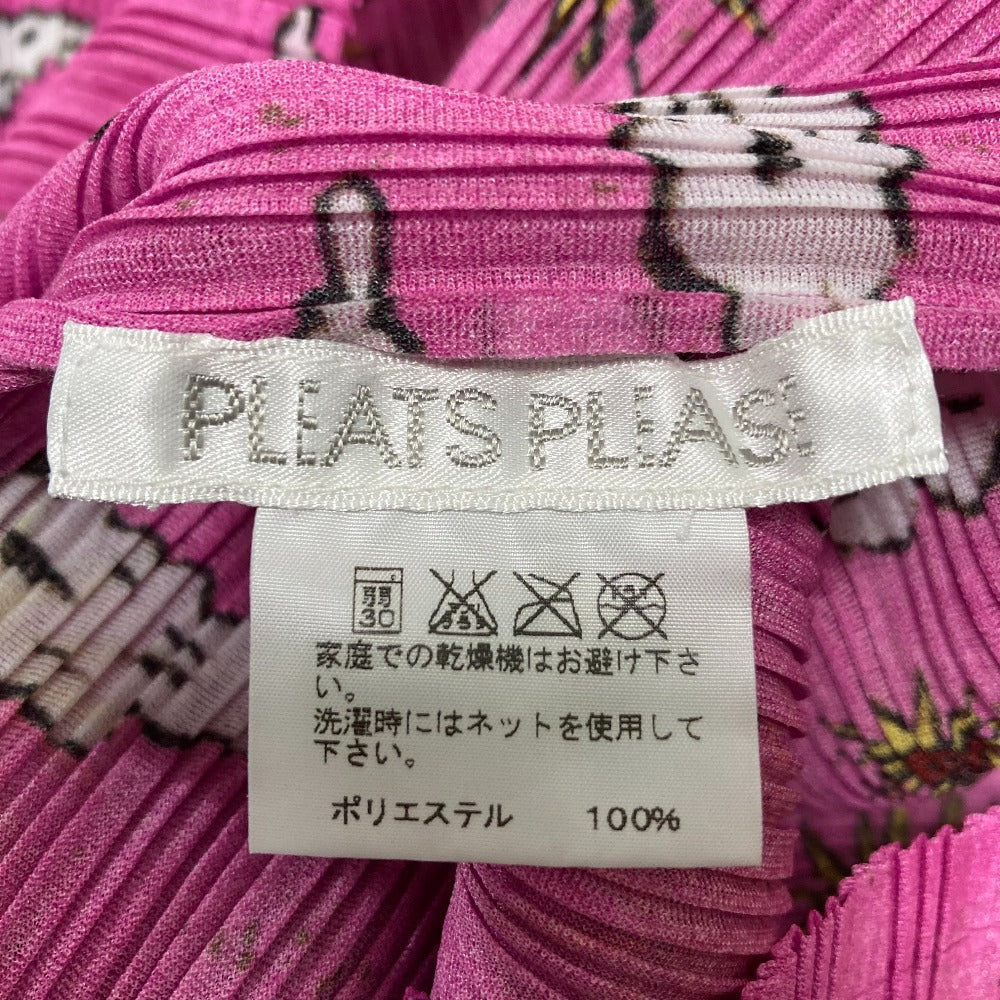 PLEATS PLEASE
弱
30
家庭での乾燥機はお避け下さ
い。
洗濯時にはネットを使用して
下さい。
ポリエステル 100%